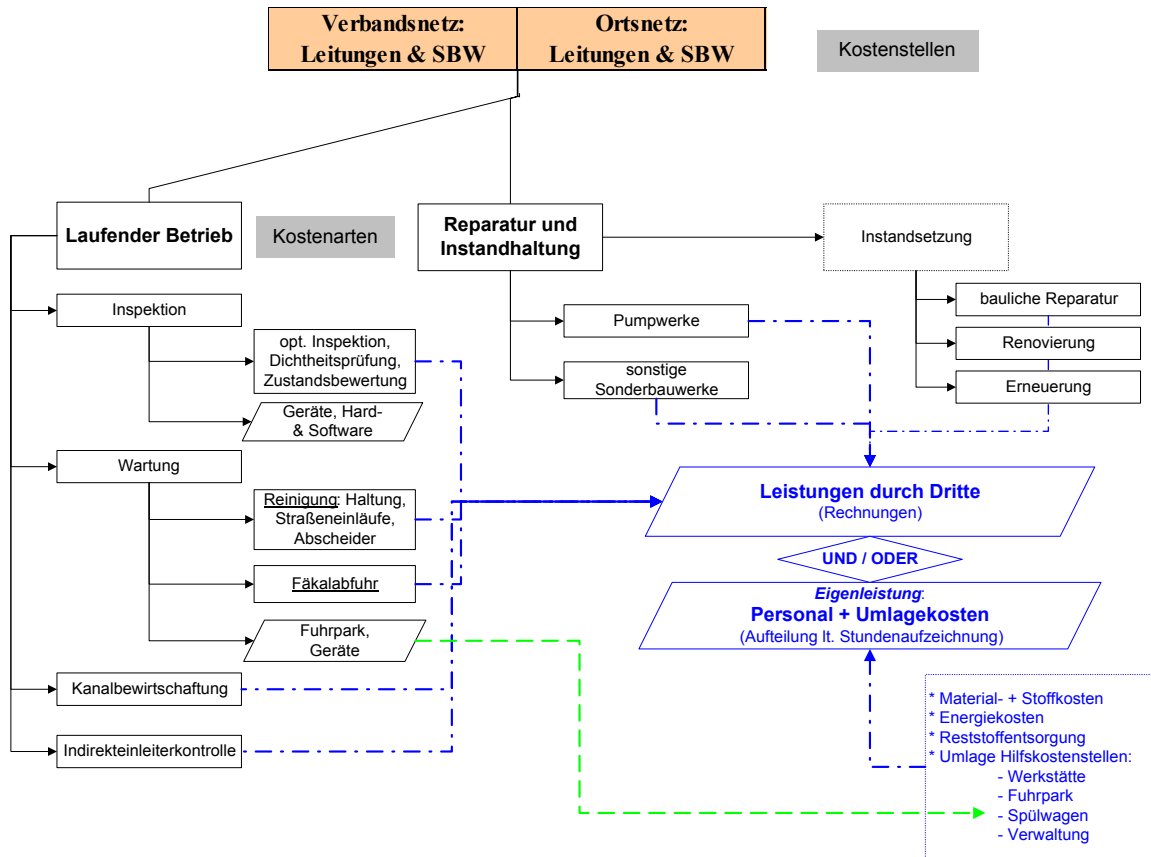 Verbandsnetz:
Leitungen & SBW
Ortsnetz:
Leitungen & SBW
Kostenstellen
Laufender Betrieb
Kostenarten
Reparatur und
Instandhaltung
Instandsetzung
Inspektion
opt. Inspektion,
Dichtheitsprüfung,
Zustandsbewertung
Geräte, Hard-
& Software
Wartung
Reinigung: Haltung,
Straßeneinläufe,
Abscheider
Fäkalabfuhr
Fuhrpark,
Geräte
Kanalbewirtschaftung
Indirekteinleiterkontrolle
Pumpwerke
sonstige
Sonderbauwerke
bauliche Reparatur
Renovierung
Erneuerung
Leistungen durch Dritte
(Rechnungen)
UND / ODER
Eigenleistung:
Personal + Umlagekosten
(Aufteilung lt. Stundenaufzeichnung)
* Material- + Stoffkosten
* Energiekosten
* Reststoffentsorgung
* Umlage Hilfskostenstellen:
- Werkstätte
- Fuhrpark
- Spülwagen
- Verwaltung